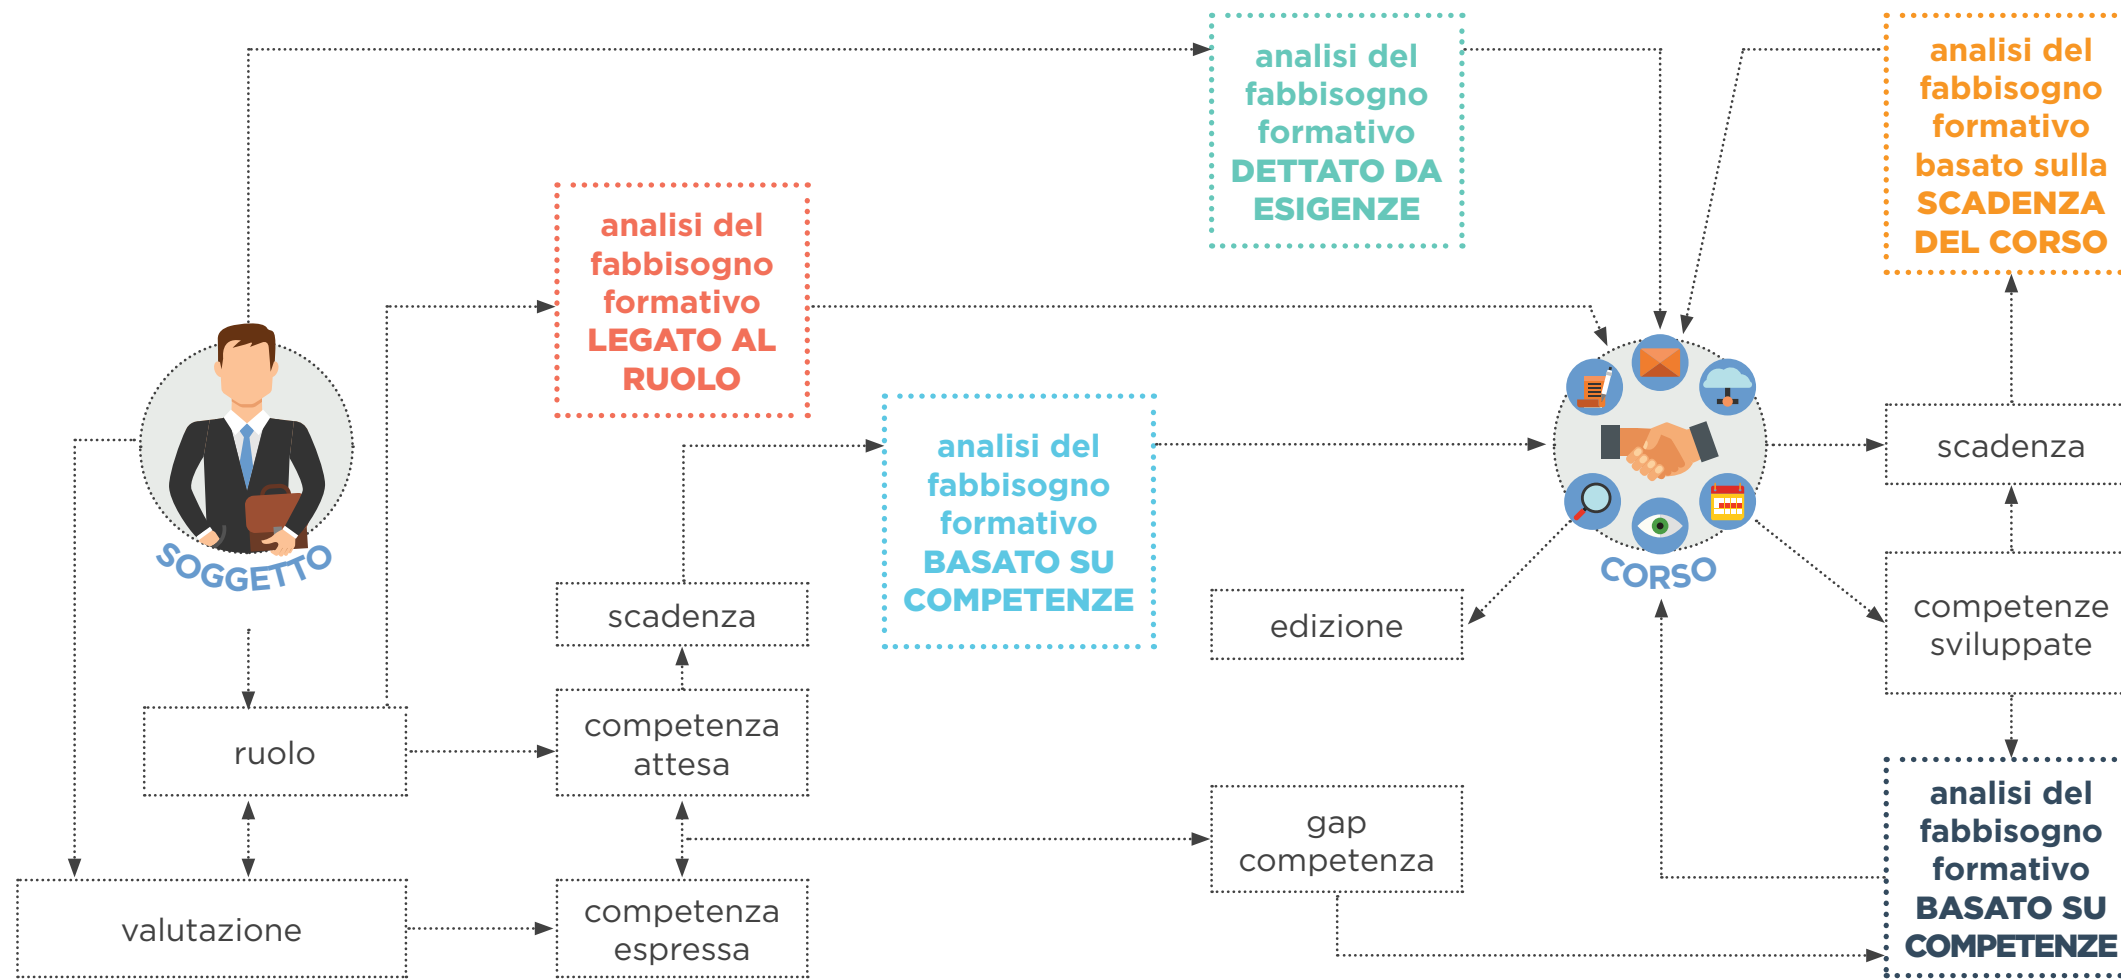 analisi del
fabbisogno
formativo
DETTATO DA
ESIGENZE
analisi del
fabbisogno
formativo
basato sulla
SCADENZA
DEL CORSO
analisi del
fabbisogno
formativo
LEGATO AL
RUOLO
analisi del
fabbisogno
formativo
BASATO SU
COMPETENZE
scadenza
SOGGETTO
CORSO
scadenza
edizione
competenze
sviluppate
ruolo
competenza
attesa
gap
competenza
analisi del
fabbisogno
formativo
BASATO SU
COMPETENZE
valutazione
competenza
espressa